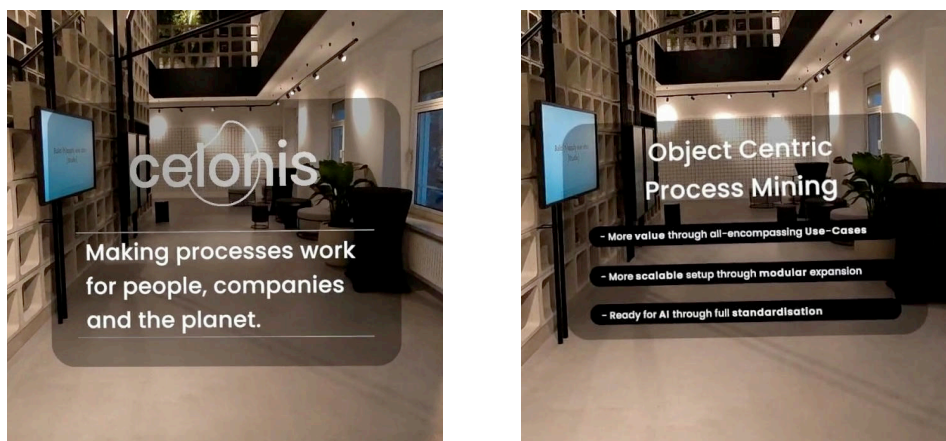 celonis
Making processes work
for people, companies
and the planet.
Object Centric
Process Mining
- More value through all-encompassing Use-Cases
- More scalable setup through modular expansion
- Ready for AI through full standardisation